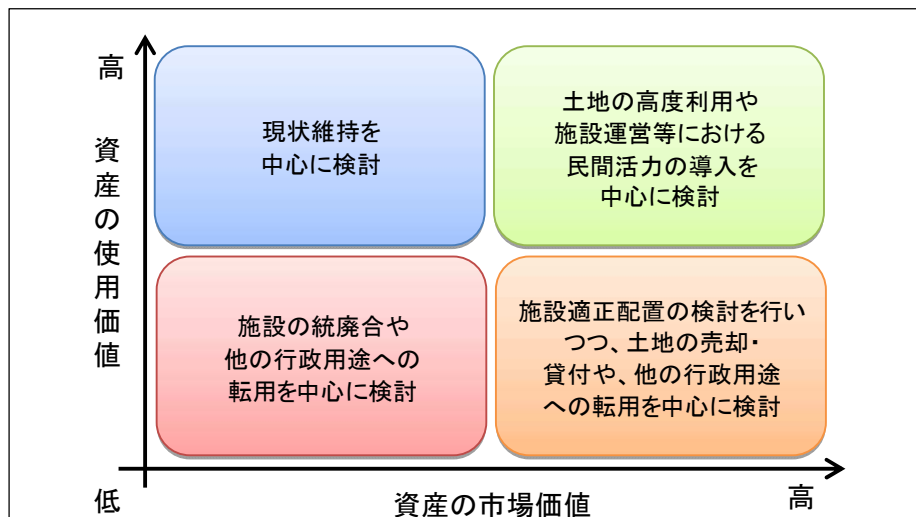 高
資産の使用価値
現状維持を
中心に検討
土地の高度利用や
施設運営等における
民間活力の導入を
中心に検討
施設の統廃合や
他の行政用途への
転用を中心に検討
施設適正配置の検討を行い
つつ、土地の売却・
貸付や、他の行政用途
への転用を中心に検討
低
資産の市場価値
高